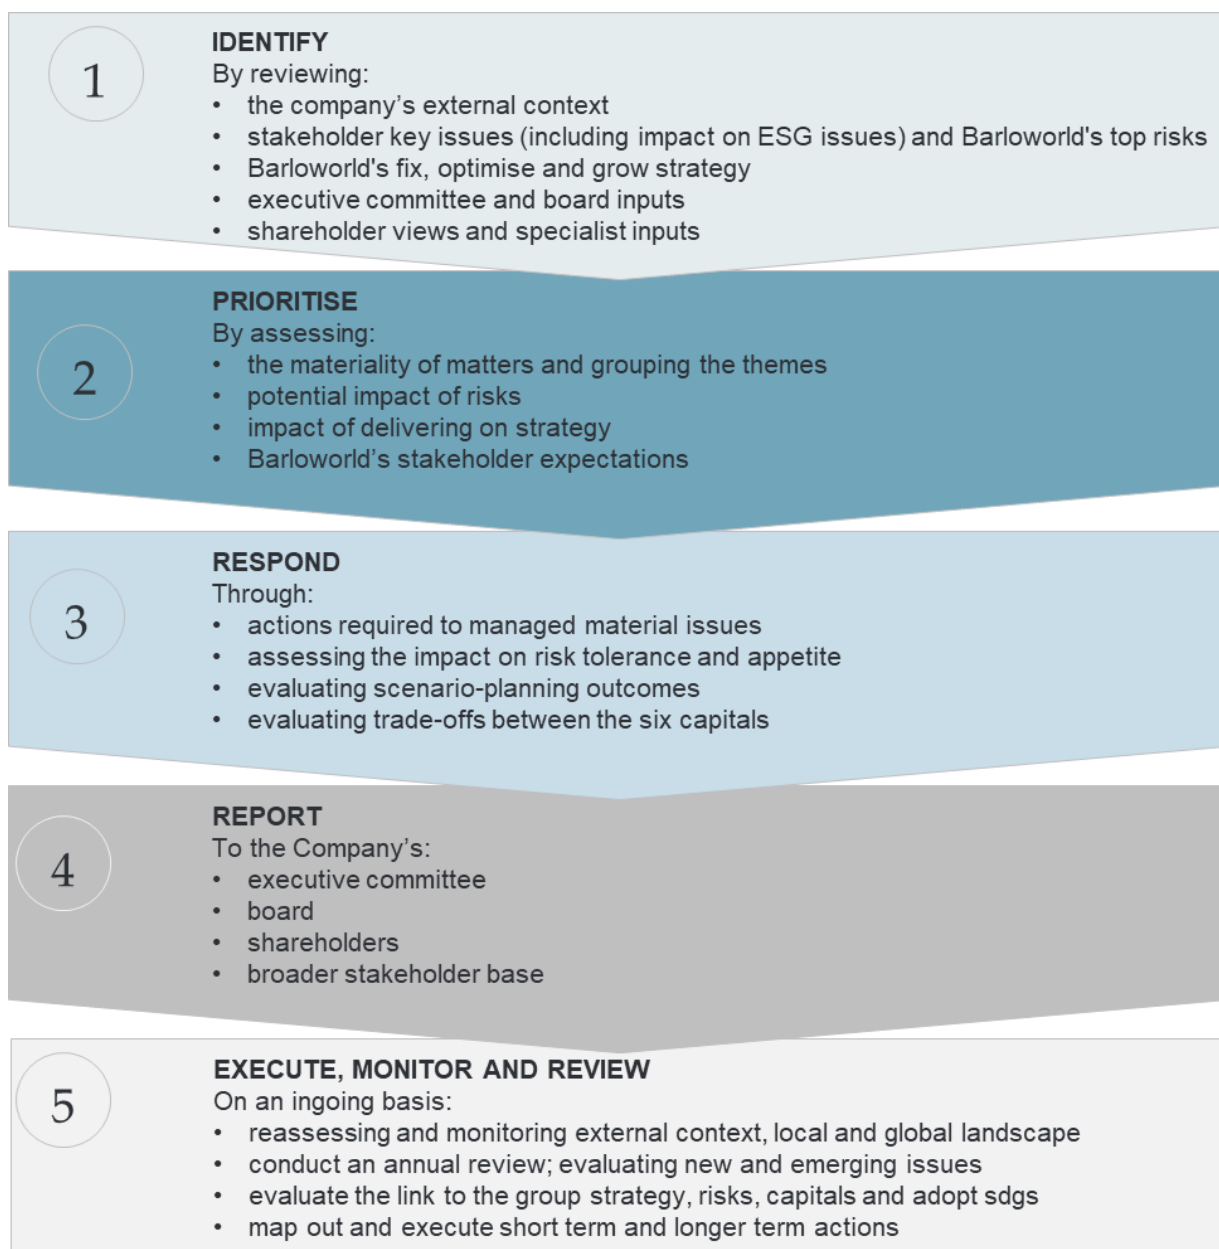 1
IDENTIFY
By reviewing:
• the company’s external context
• stakeholder key issues (including impact on ESG issues) and Barloworld's top risks
• Barloworld's fix, optimise and grow strategy
• executive committee and board inputs
• shareholder views and specialist inputs
2
PRIORITISE
By assessing:
• the materiality of matters and grouping the themes
• potential impact of risks
• impact of delivering on strategy
• Barloworld’s stakeholder expectations
3
RESPOND
Through:
• actions required to managed material issues
• assessing the impact on risk tolerance and appetite
• evaluating scenario-planning outcomes
• evaluating trade-offs between the six capitals
4
REPORT
To the Company’s:
• executive committee
• board
• shareholders
• broader stakeholder base
5
EXECUTE, MONITOR AND REVIEW
On an ingoing basis:
• reassessing and monitoring external context, local and global landscape
• conduct an annual review; evaluating new and emerging issues
• evaluate the link to the group strategy, risks, capitals and adopt sdgs
• map out and execute short term and longer term actions